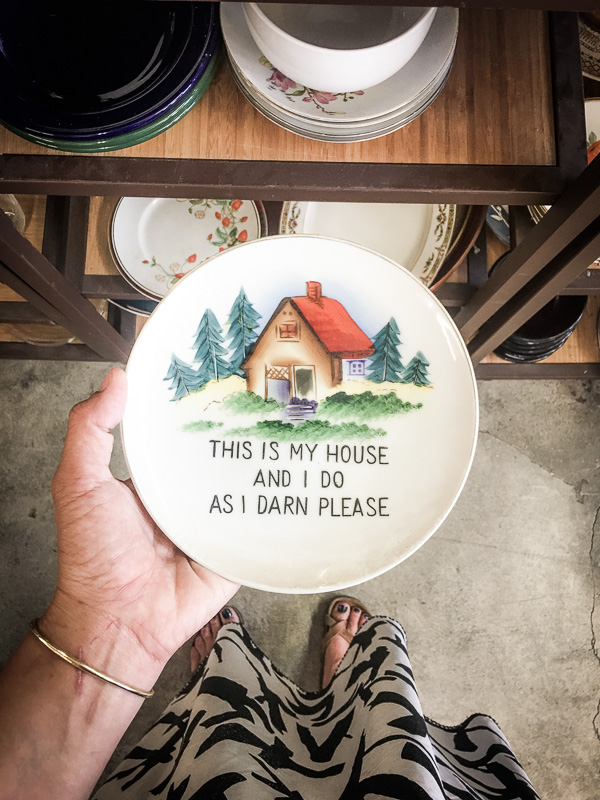 THIS IS MY HOUSE
AND I DO
AS I DARN PLEASE